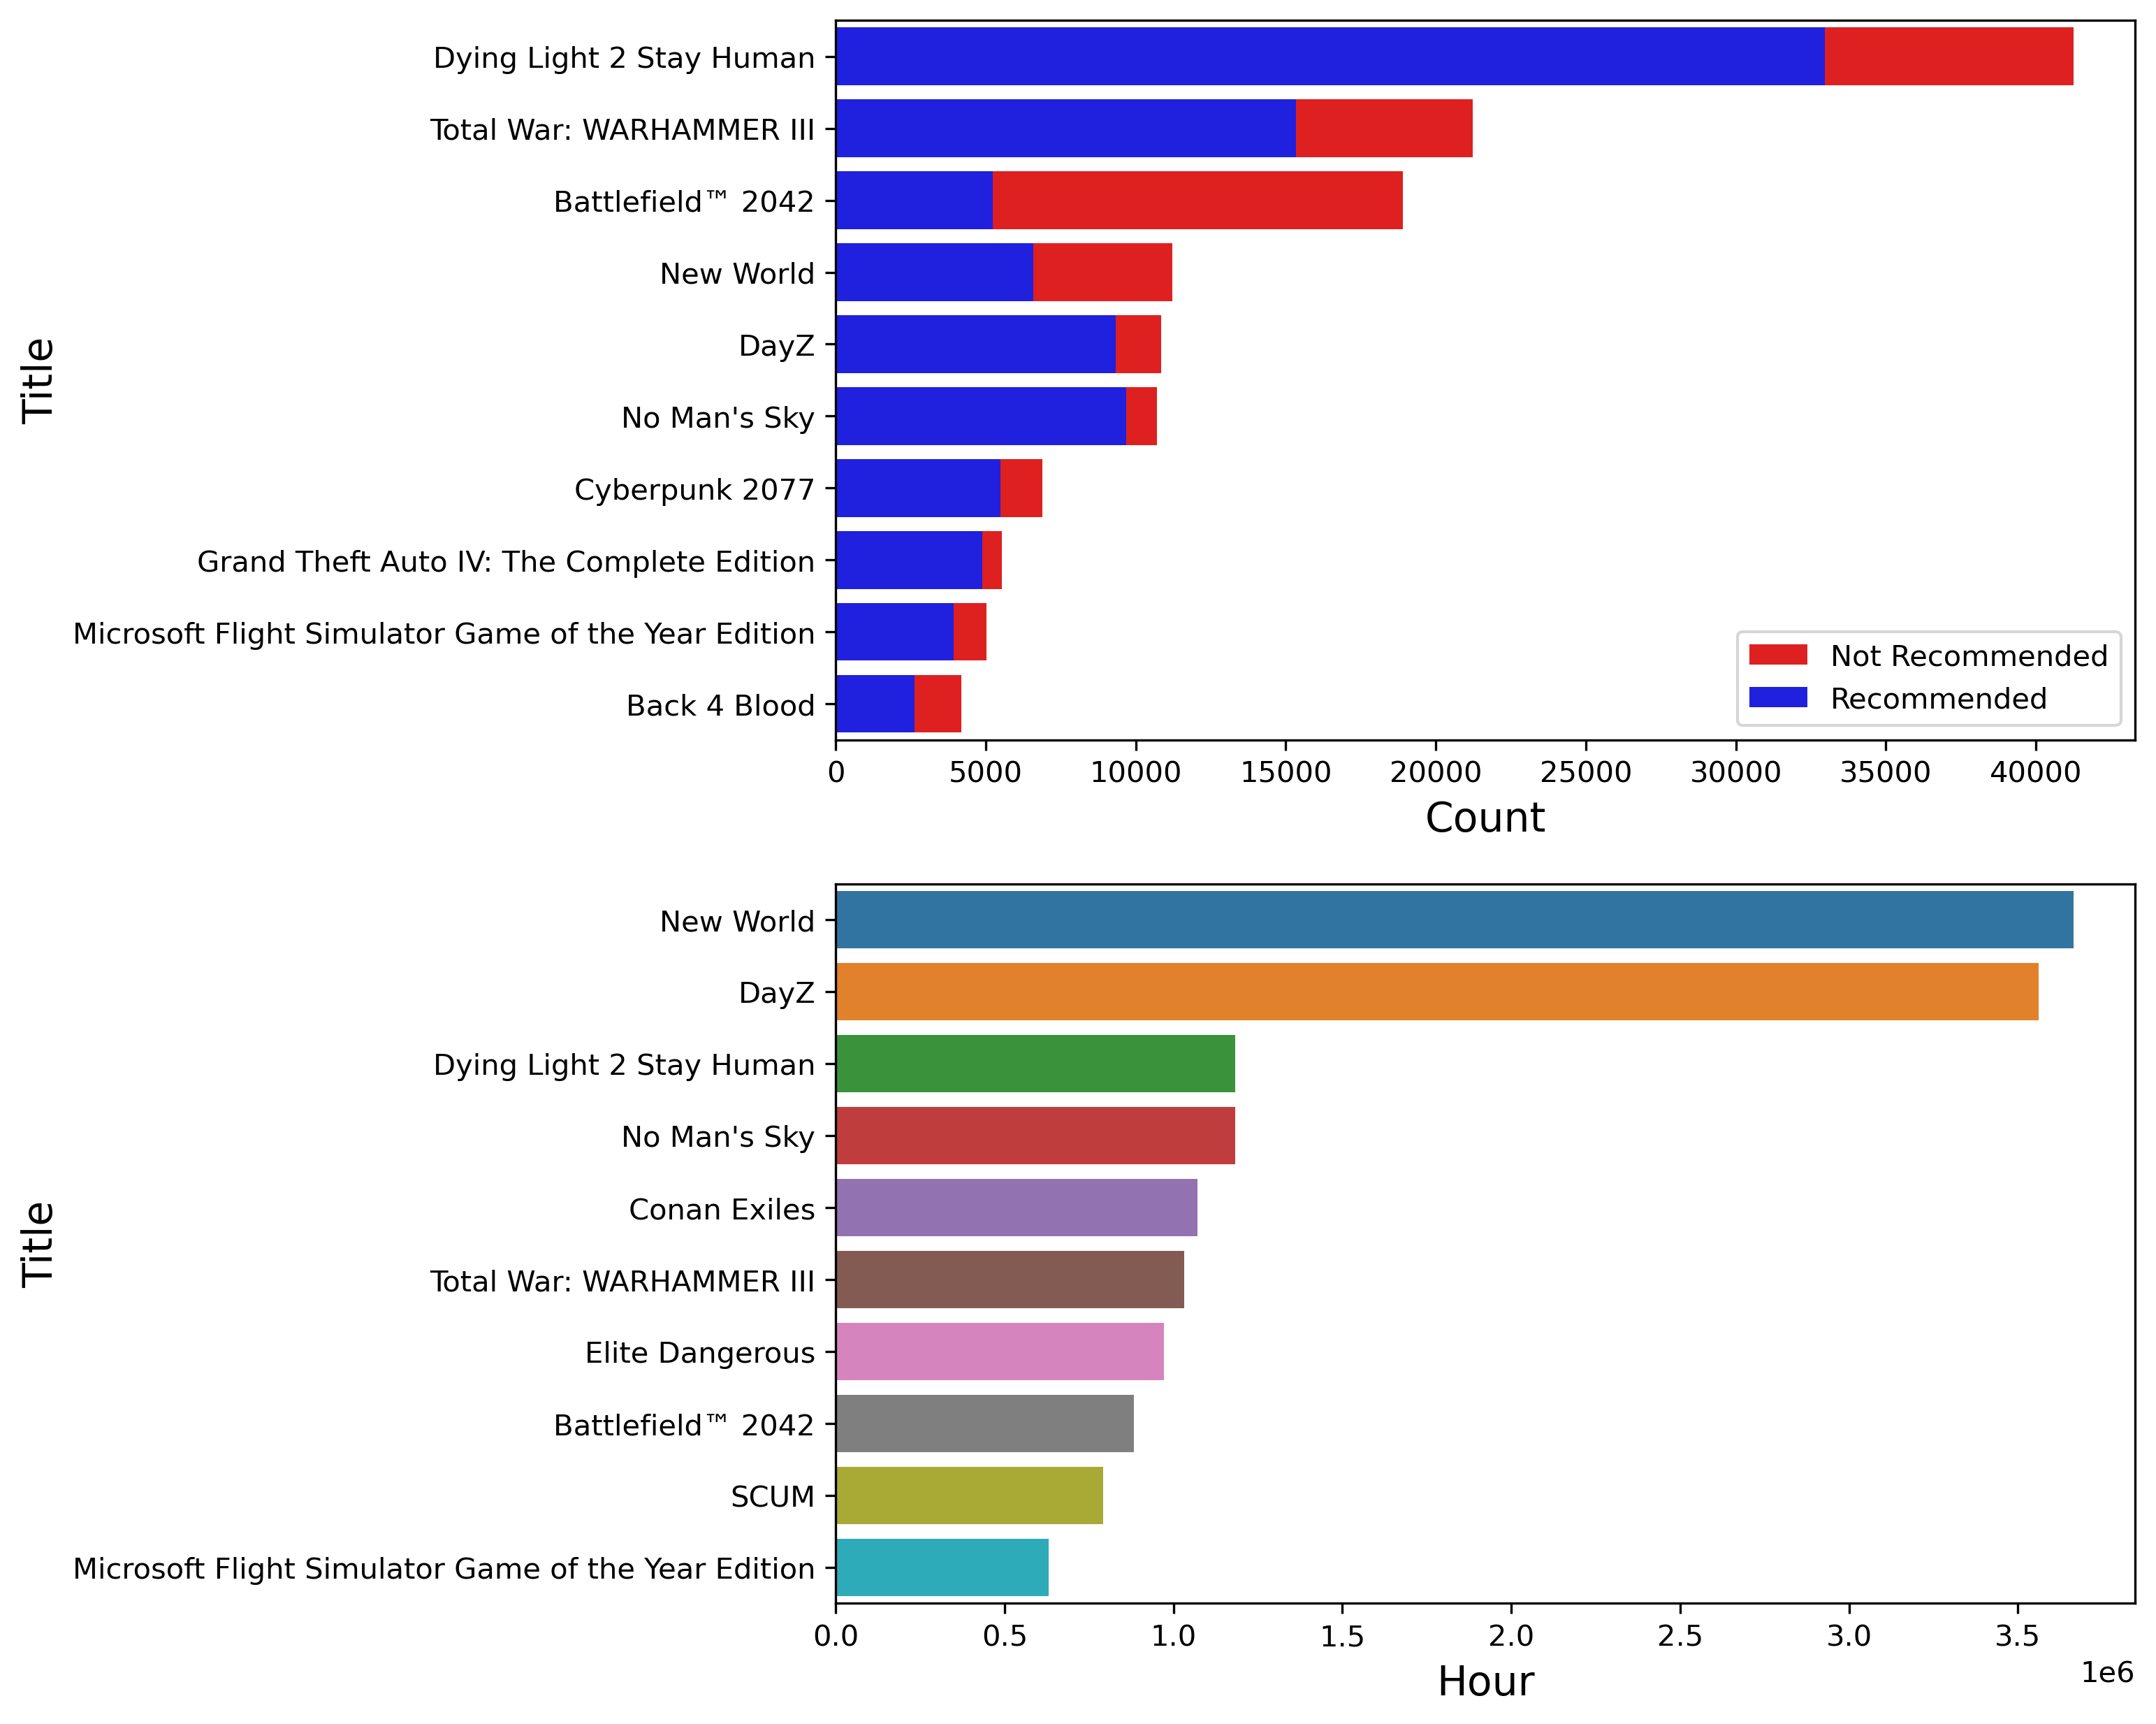 Title
Dying Light 2 Stay Human
Total War: WARHAMMER III
Battlefield™ 2042
New World
DayZ
No Man's Sky
Cyberpunk 2077
Grand Theft Auto IV: The Complete Edition
Microsoft Flight Simulator Game of the Year Edition
Back 4 Blood
Not Recommended
Recommended
0 5000 10000 15000 20000 25000 30000 35000 40000
Count
Title
New World
DayZ
Dying Light 2 Stay Human
No Man's Sky
Conan Exiles
Total War: WARHAMMER III
Elite Dangerous
Battlefield™ 2042
SCUM
Microsoft Flight Simulator Game of the Year Edition
0.0 0.5 1.0 1.5 2.0 2.5 3.0 3.5
1e6
Hour